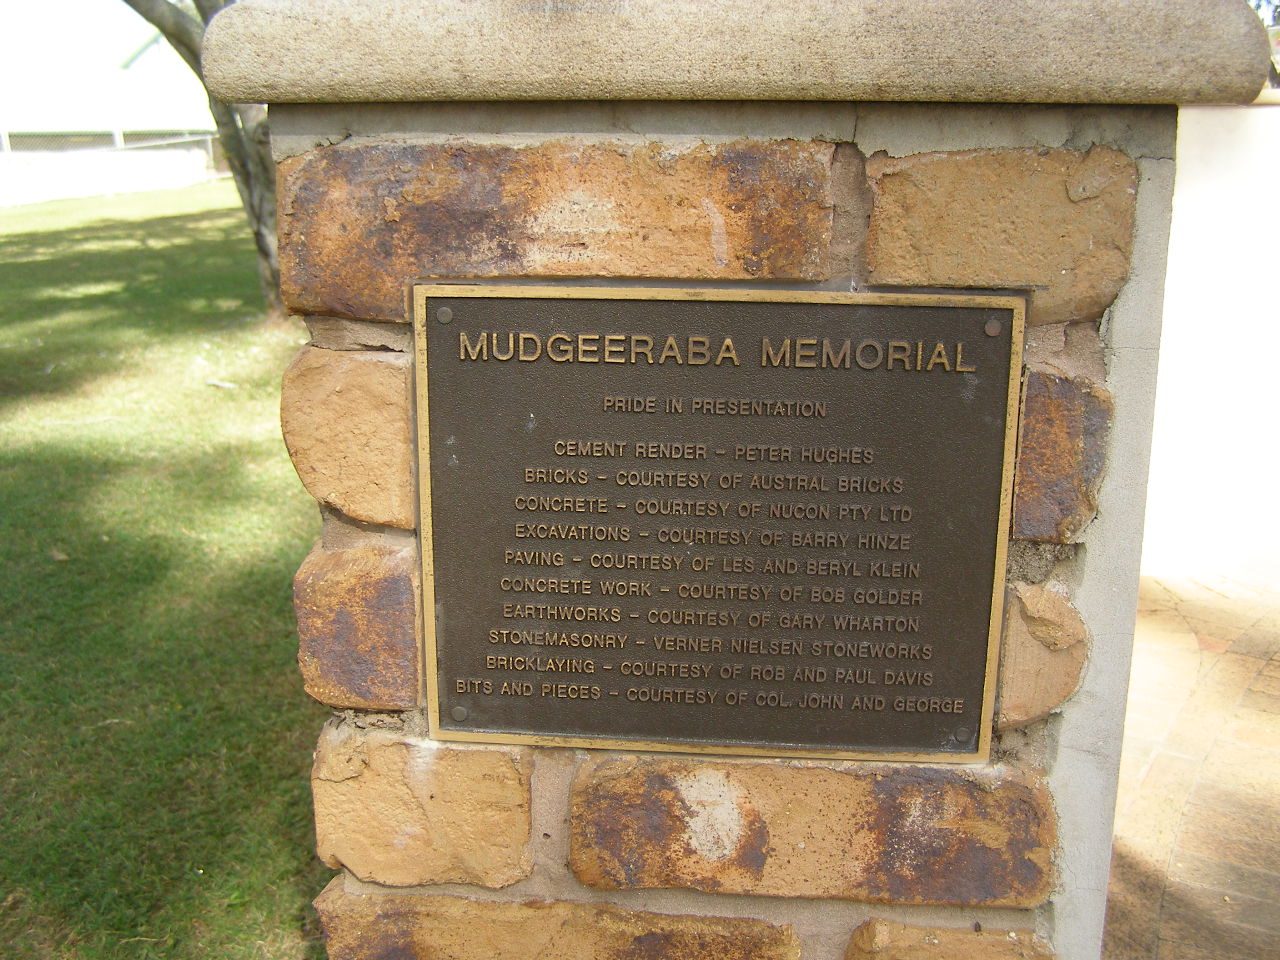 MUDGEERABA MEMORIAL
PRIDE IN PRESENTATION
CEMENT RENDER - PETER HUGHES
BRICKS - COURTESY OF AUSTRAL BRICKS
CONCRETE - COURTESY OF NUCON PTY LTD
EXCAVATIONS - COURTESY OF BARRY HINZE
PAVING - COURTESY OF LES AND BERYL KLEIN
CONCRETE WORK - COURTESY OF BOB GOLDER
EARTHWORKS - COURTESY OF GARY WHARTON
STONEMASONRY - VERNER NIELSEN STONEWORKS
BRICKLAYING - COURTESY OF ROB AND PAUL DAVIS
BITS AND PIECES - COURTESY OF COL, JOHN AND GEORGE